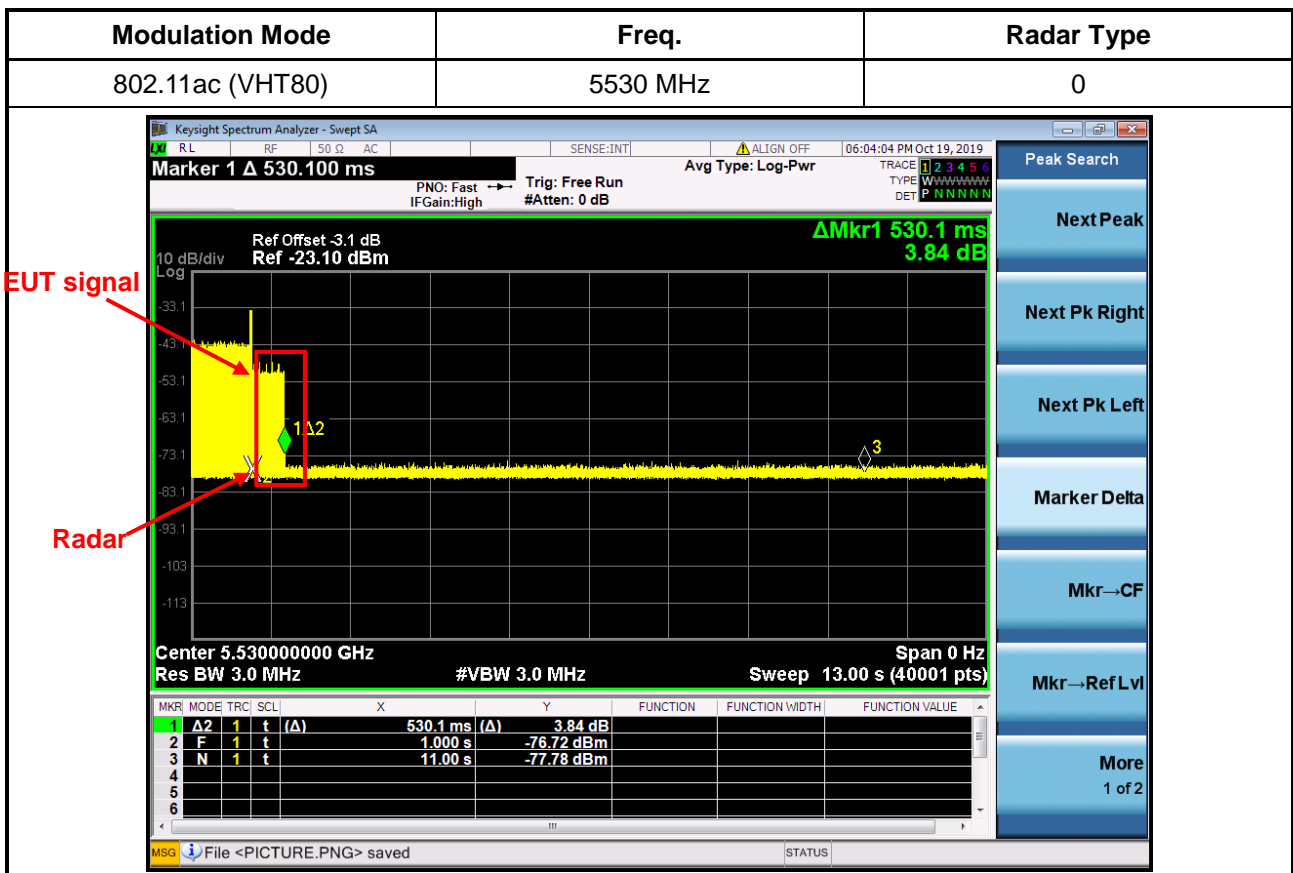 Modulation Mode Freq. Radar Type
802.11ac (VHT80) 5530 MHz 0
Keysight Spectrum Analyzer - Swept SA
LXI RL RF 50 Ω AC SENSE:INT ALIGN OFF 06:04:04 PM Oct 19, 2019
Marker 1 Δ 530.100 ms
Avg Type: Log-Pwr
TRACE 1 2 3 4 5 6
TYPE WWWWWW
DET P N N N N N
PNO: Fast
IFGain:High
Trig: Free Run
#Atten: 0 dB
Peak Search
Next Peak
Next Pk Right
Next Pk Left
Marker Delta
Mkr→CF
Mkr→Ref Lvl
More
1 of 2
ΔMkr1 530.1 ms
3.84 dB
Ref Offset -3.1 dB
10 dB/div Ref -23.10 dBm
Log
EUT signal
-33.1
-43.1
-53.1
-63.1
1Δ2
3
-73.1
X2
-83.1
Radar
-93.1
-103
-113
Center 5.530000000 GHz Span 0 Hz
Res BW 3.0 MHz #VBW 3.0 MHz Sweep 13.00 s (40001 pts)
MKR MODE TRC SCL X Y FUNCTION FUNCTION WIDTH FUNCTION VALUE
1 Δ2 1 t (Δ) 530.1 ms (Δ) 3.84 dB
2 F 1 t 1.000 s -76.72 dBm
3 N 1 t 11.00 s -77.78 dBm
4
5
6
MSG File <PICTURE.PNG> saved STATUS